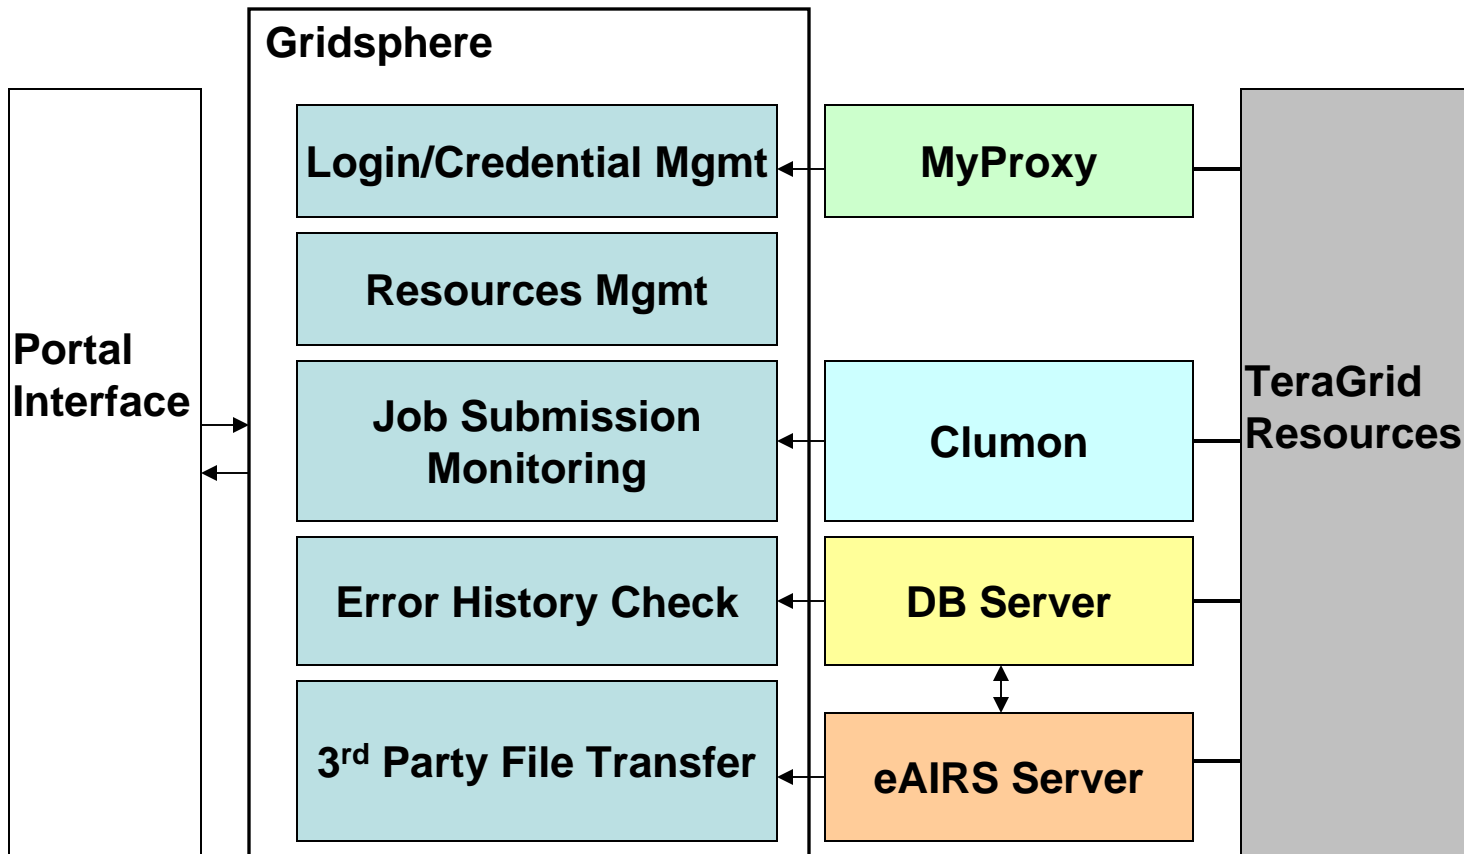 Gridsphere
Portal
Interface
Login/Credential Mgmt
Resources Mgmt
Job Submission
Monitoring
Error History Check
3rd Party File Transfer
MyProxy
Clumon
DB Server
eAIRS Server
TeraGrid
Resources